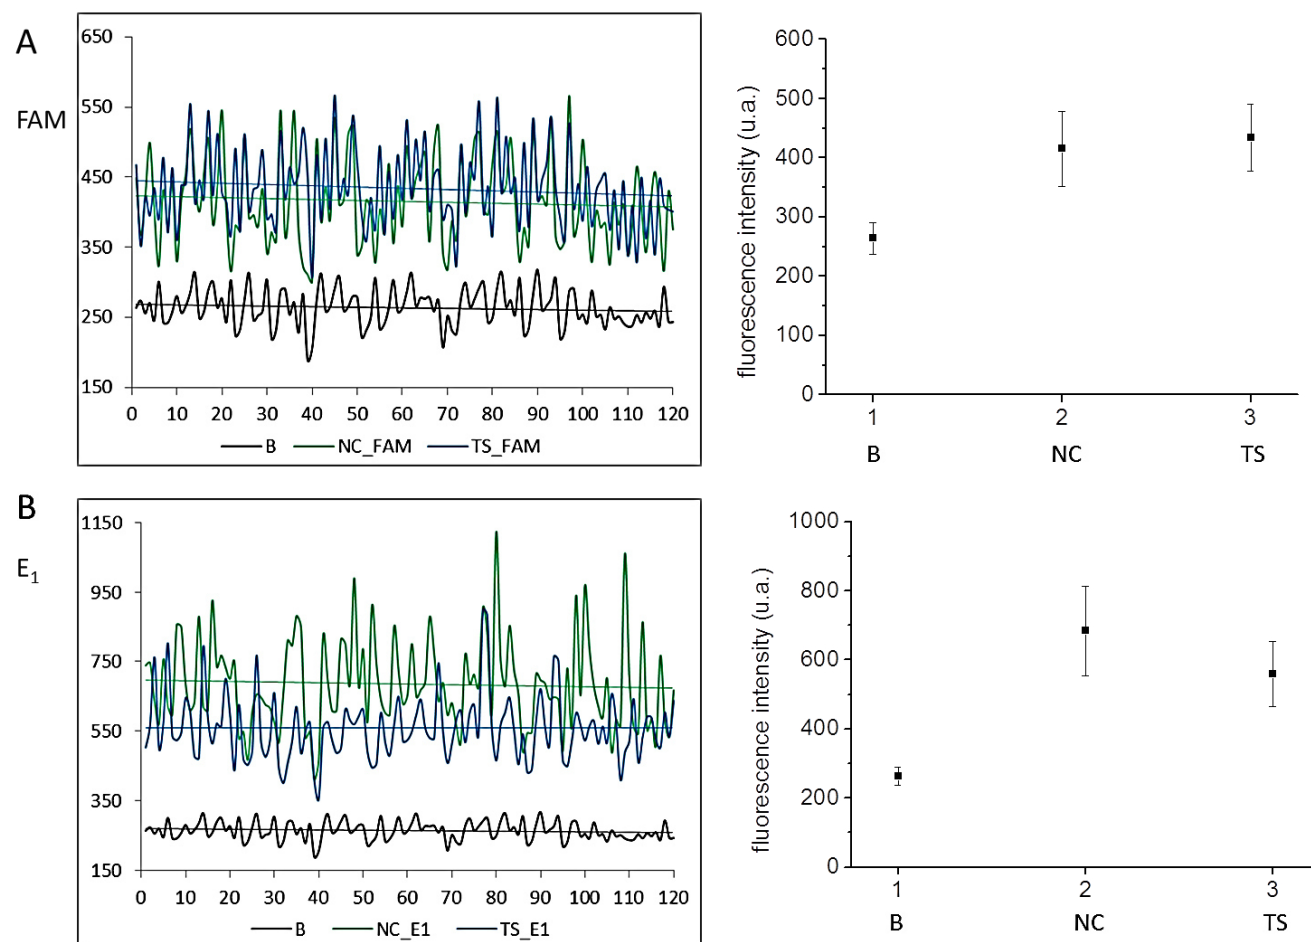 A
FAM
650
550
450
350
250
150
0 10 20 30 40 50 60 70 80 90 100 110 120
B NC_FAM TS_FAM
fluorescence intensity (u.a.)
600
500
400
300
200
100
0
1 2 3
B NC TS
B
E1
1150
950
750
550
350
150
0 10 20 30 40 50 60 70 80 90 100 110 120
B NC_E1 TS_E1
fluorescence intensity (u.a.)
1000
800
600
400
200
0
1 2 3
B NC TS